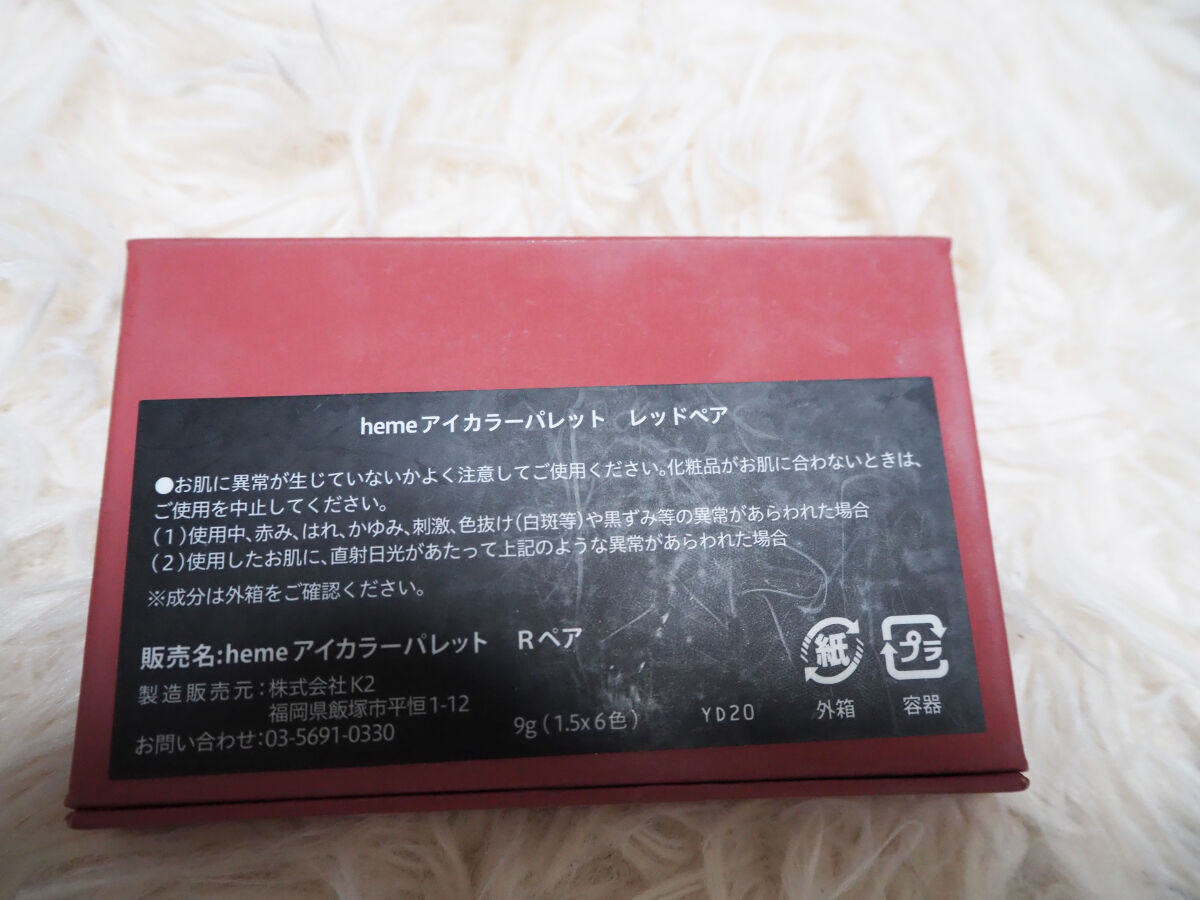 hemeアイカラーパレット　レッドペア
●お肌に異常が生じていないかよく注意してご使用ください。化粧品がお肌に合わないときは、
ご使用を中止してください。
（1）使用中、赤み、はれ、かゆみ、刺激、色抜け（白斑等）や黒ずみ等の異常があらわれた場合
（2）使用したお肌に、直射日光があたって上記のような異常があらわれた場合
※成分は外箱をご確認ください。
販売名：hemeアイカラーパレット　Rペア
製造販売元：株式会社K2
福岡県飯塚市平恒1-12
お問い合わせ：03-5691-0330
9g（1.5x6色）
YD20
紙
外箱
プラ
容器